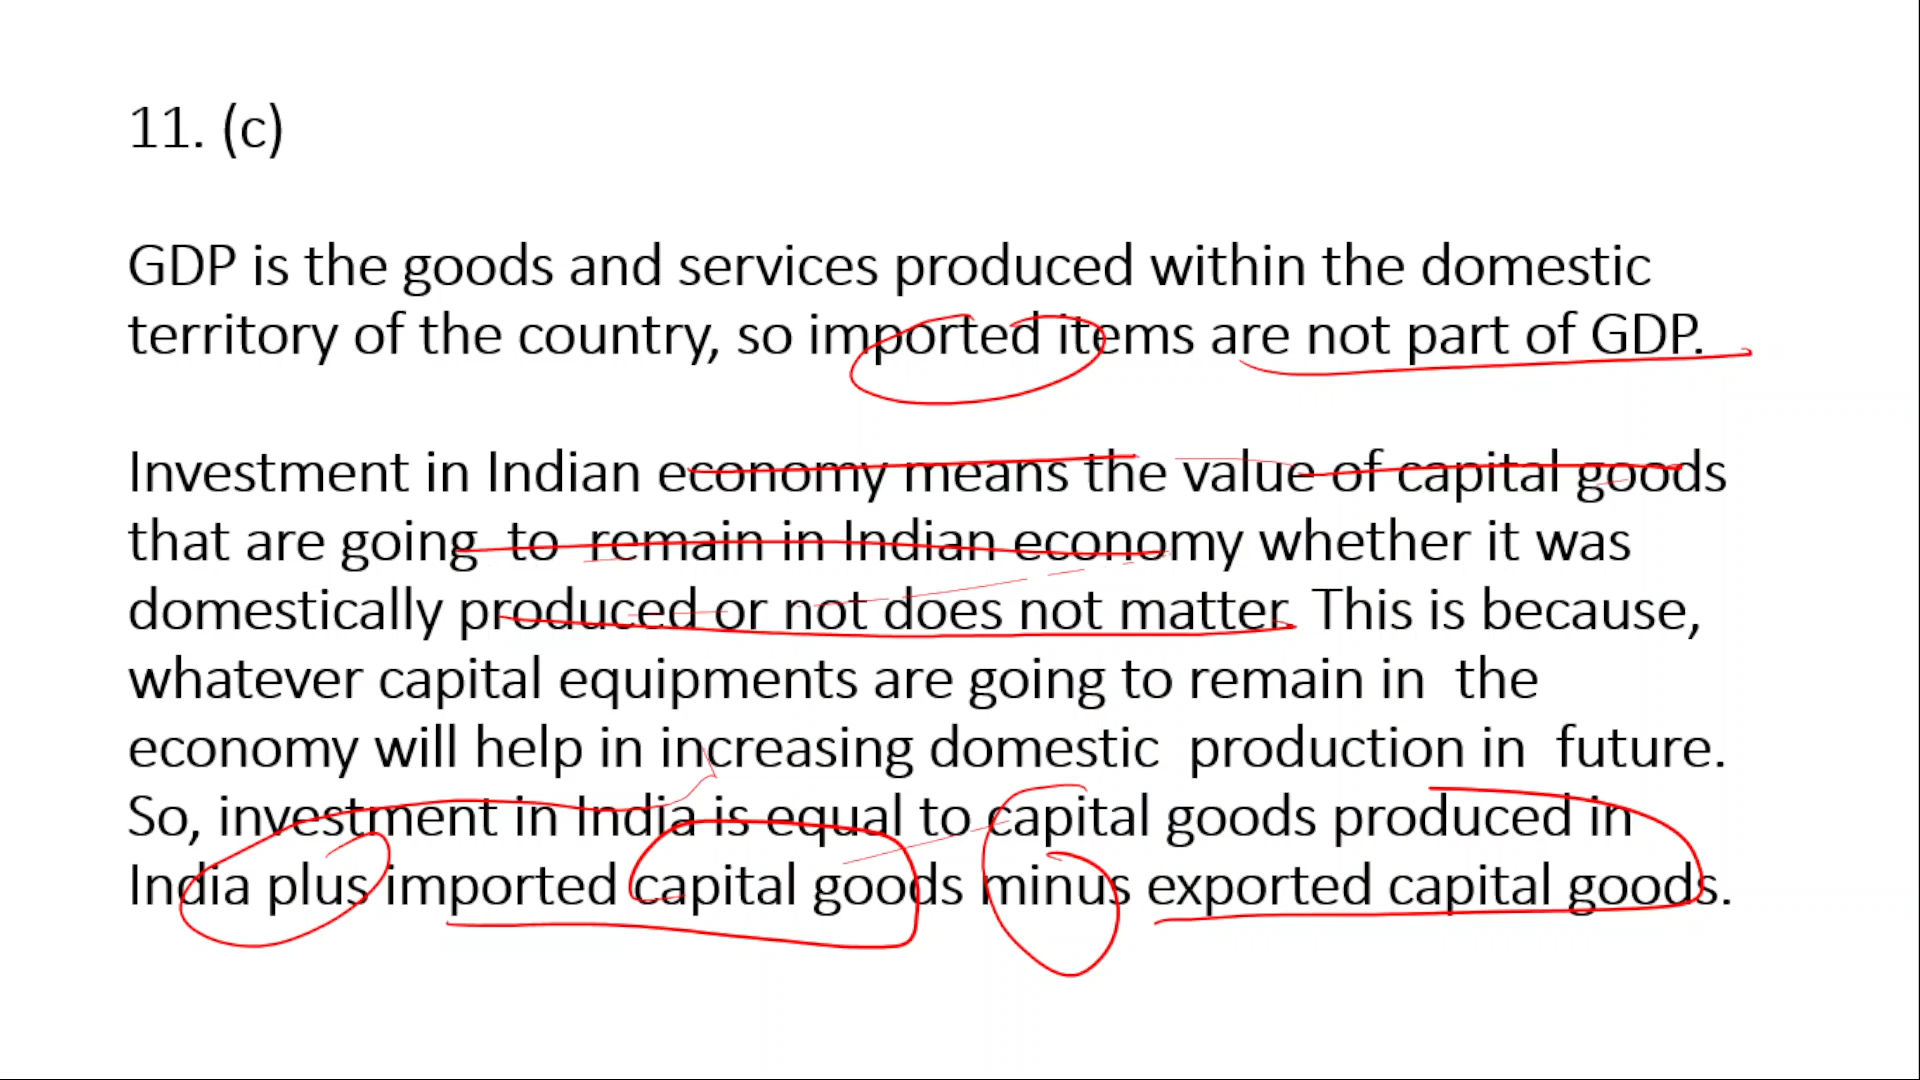 11. (c)
GDP is the goods and services produced within the domestic
territory of the country, so imported items are not part of GDP.
Investment in Indian economy means the value of capital goods
that are going to remain in Indian economy whether it was
domestically produced or not does not matter. This is because,
whatever capital equipments are going to remain in the
economy will help in increasing domestic production in future.
So, investment in India is equal to capital goods produced in
India plus imported capital goods minus exported capital goods.